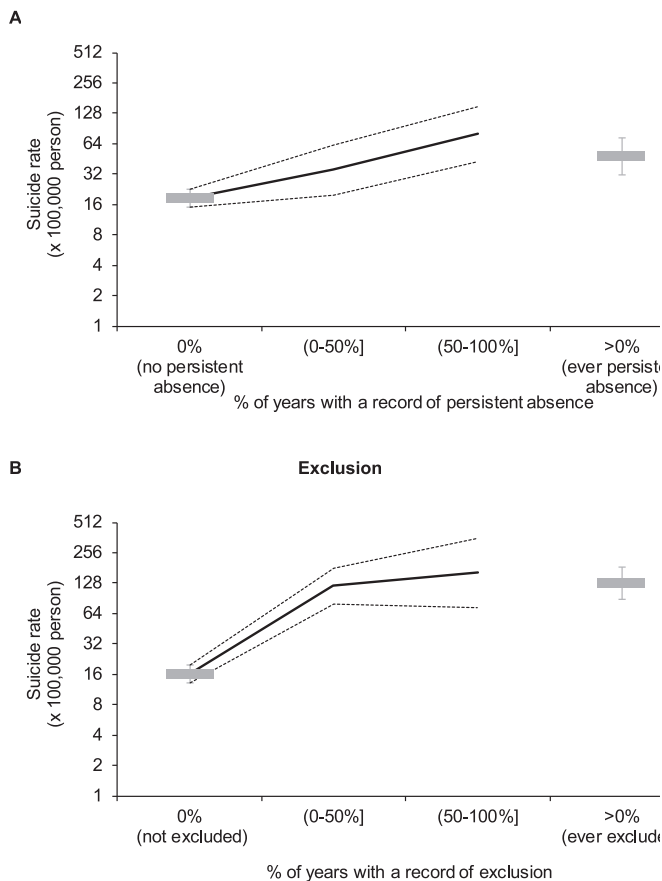 A
512
256
128
64
32
16
8
4
2
1
Suicide rate
(x 100,000 person)
0%
(no persistent
absence)
(0-50%]
(50-100%]
>0%
(ever persiste
absence)
% of years with a record of persistent absence
B
Exclusion
512
256
128
64
32
16
8
4
2
1
Suicide rate
(x 100,000 person)
0%
(not excluded)
(0-50%]
(50-100%]
>0%
(ever exclude
% of years with a record of exclusion